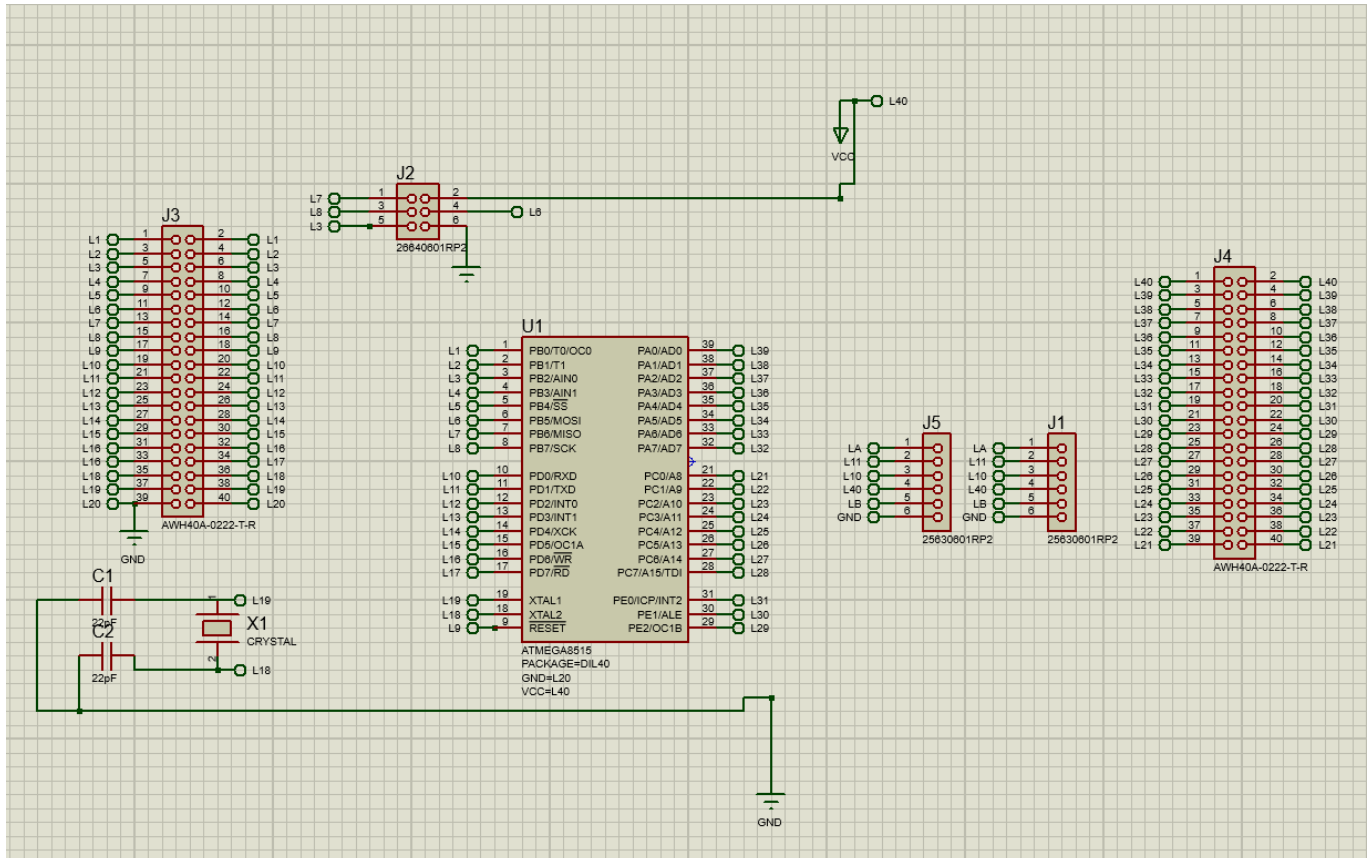 L40
VCC
J2
L7 1 2
L8 3 4 L6
L3 5 6
26640601RP2
J3
L1 1 2 L1
L2 3 4 L2
L3 5 6 L3
L4 7 8 L4
L5 9 10 L5
L6 11 12 L6
L7 13 14 L7
L8 15 16 L8
L9 17 18 L9
L10 19 20 L10
L11 21 22 L11
L12 23 24 L12
L13 25 26 L13
L14 27 28 L14
L15 29 30 L15
L16 31 32 L16
L16 33 34 L17
L18 35 36 L18
L19 37 38 L19
L20 39 40 L20
AWH40A-0222-T-R
GND
U1
L1 1 PB0/T0/OC0 PA0/AD0 39 L39
L2 2 PB1/T1 PA1/AD1 38 L38
L3 3 PB2/AIN0 PA2/AD2 37 L37
L4 4 PB3/AIN1 PA3/AD3 36 L36
L5 5 PB4/SS PA4/AD4 35 L35
L6 6 PB5/MOSI PA5/AD5 34 L34
L7 7 PB6/MISO PA6/AD6 33 L33
L8 8 PB7/SCK PA7/AD7 32 L32
L10 10 PD0/RXD PC0/A8 21 L21
L11 11 PD1/TXD PC1/A9 22 L22
L12 12 PD2/INT0 PC2/A10 23 L23
L13 13 PD3/INT1 PC3/A11 24 L24
L14 14 PD4/XCK PC4/A12 25 L25
L15 15 PD5/OC1A PC5/A13 26 L26
L16 16 PD6/WR PC6/A14 27 L27
L17 17 PD7/RD PC7/A15/TDI 28 L28
L19 19 XTAL1 PE0/ICP/INT2 31 L31
L18 18 XTAL2 PE1/ALE 30 L30
L9 9 RESET PE2/OC1B 29 L29
ATMEGA8515
PACKAGE=DIL40
GND=L20
VCC=L40
J5
LA 1
L11 2
L10 3
L40 4
LB 5
GND 6
25630601RP2
J1
LA 1
L11 2
L10 3
L40 4
LB 5
GND 6
25630601RP2
J4
L40 1 2 L40
L39 3 4 L39
L38 5 6 L38
L37 7 8 L37
L36 9 10 L36
L35 11 12 L35
L34 13 14 L34
L33 15 16 L33
L32 17 18 L32
L31 19 20 L31
L30 21 22 L30
L29 23 24 L29
L28 25 26 L28
L27 27 28 L27
L26 29 30 L26
L25 31 32 L25
L24 33 34 L24
L23 35 36 L23
L22 37 38 L22
L21 39 40 L21
AWH40A-0222-T-R
C1
22pF
C2
22pF
1 L19
X1
CRYSTAL
2 L18
GND